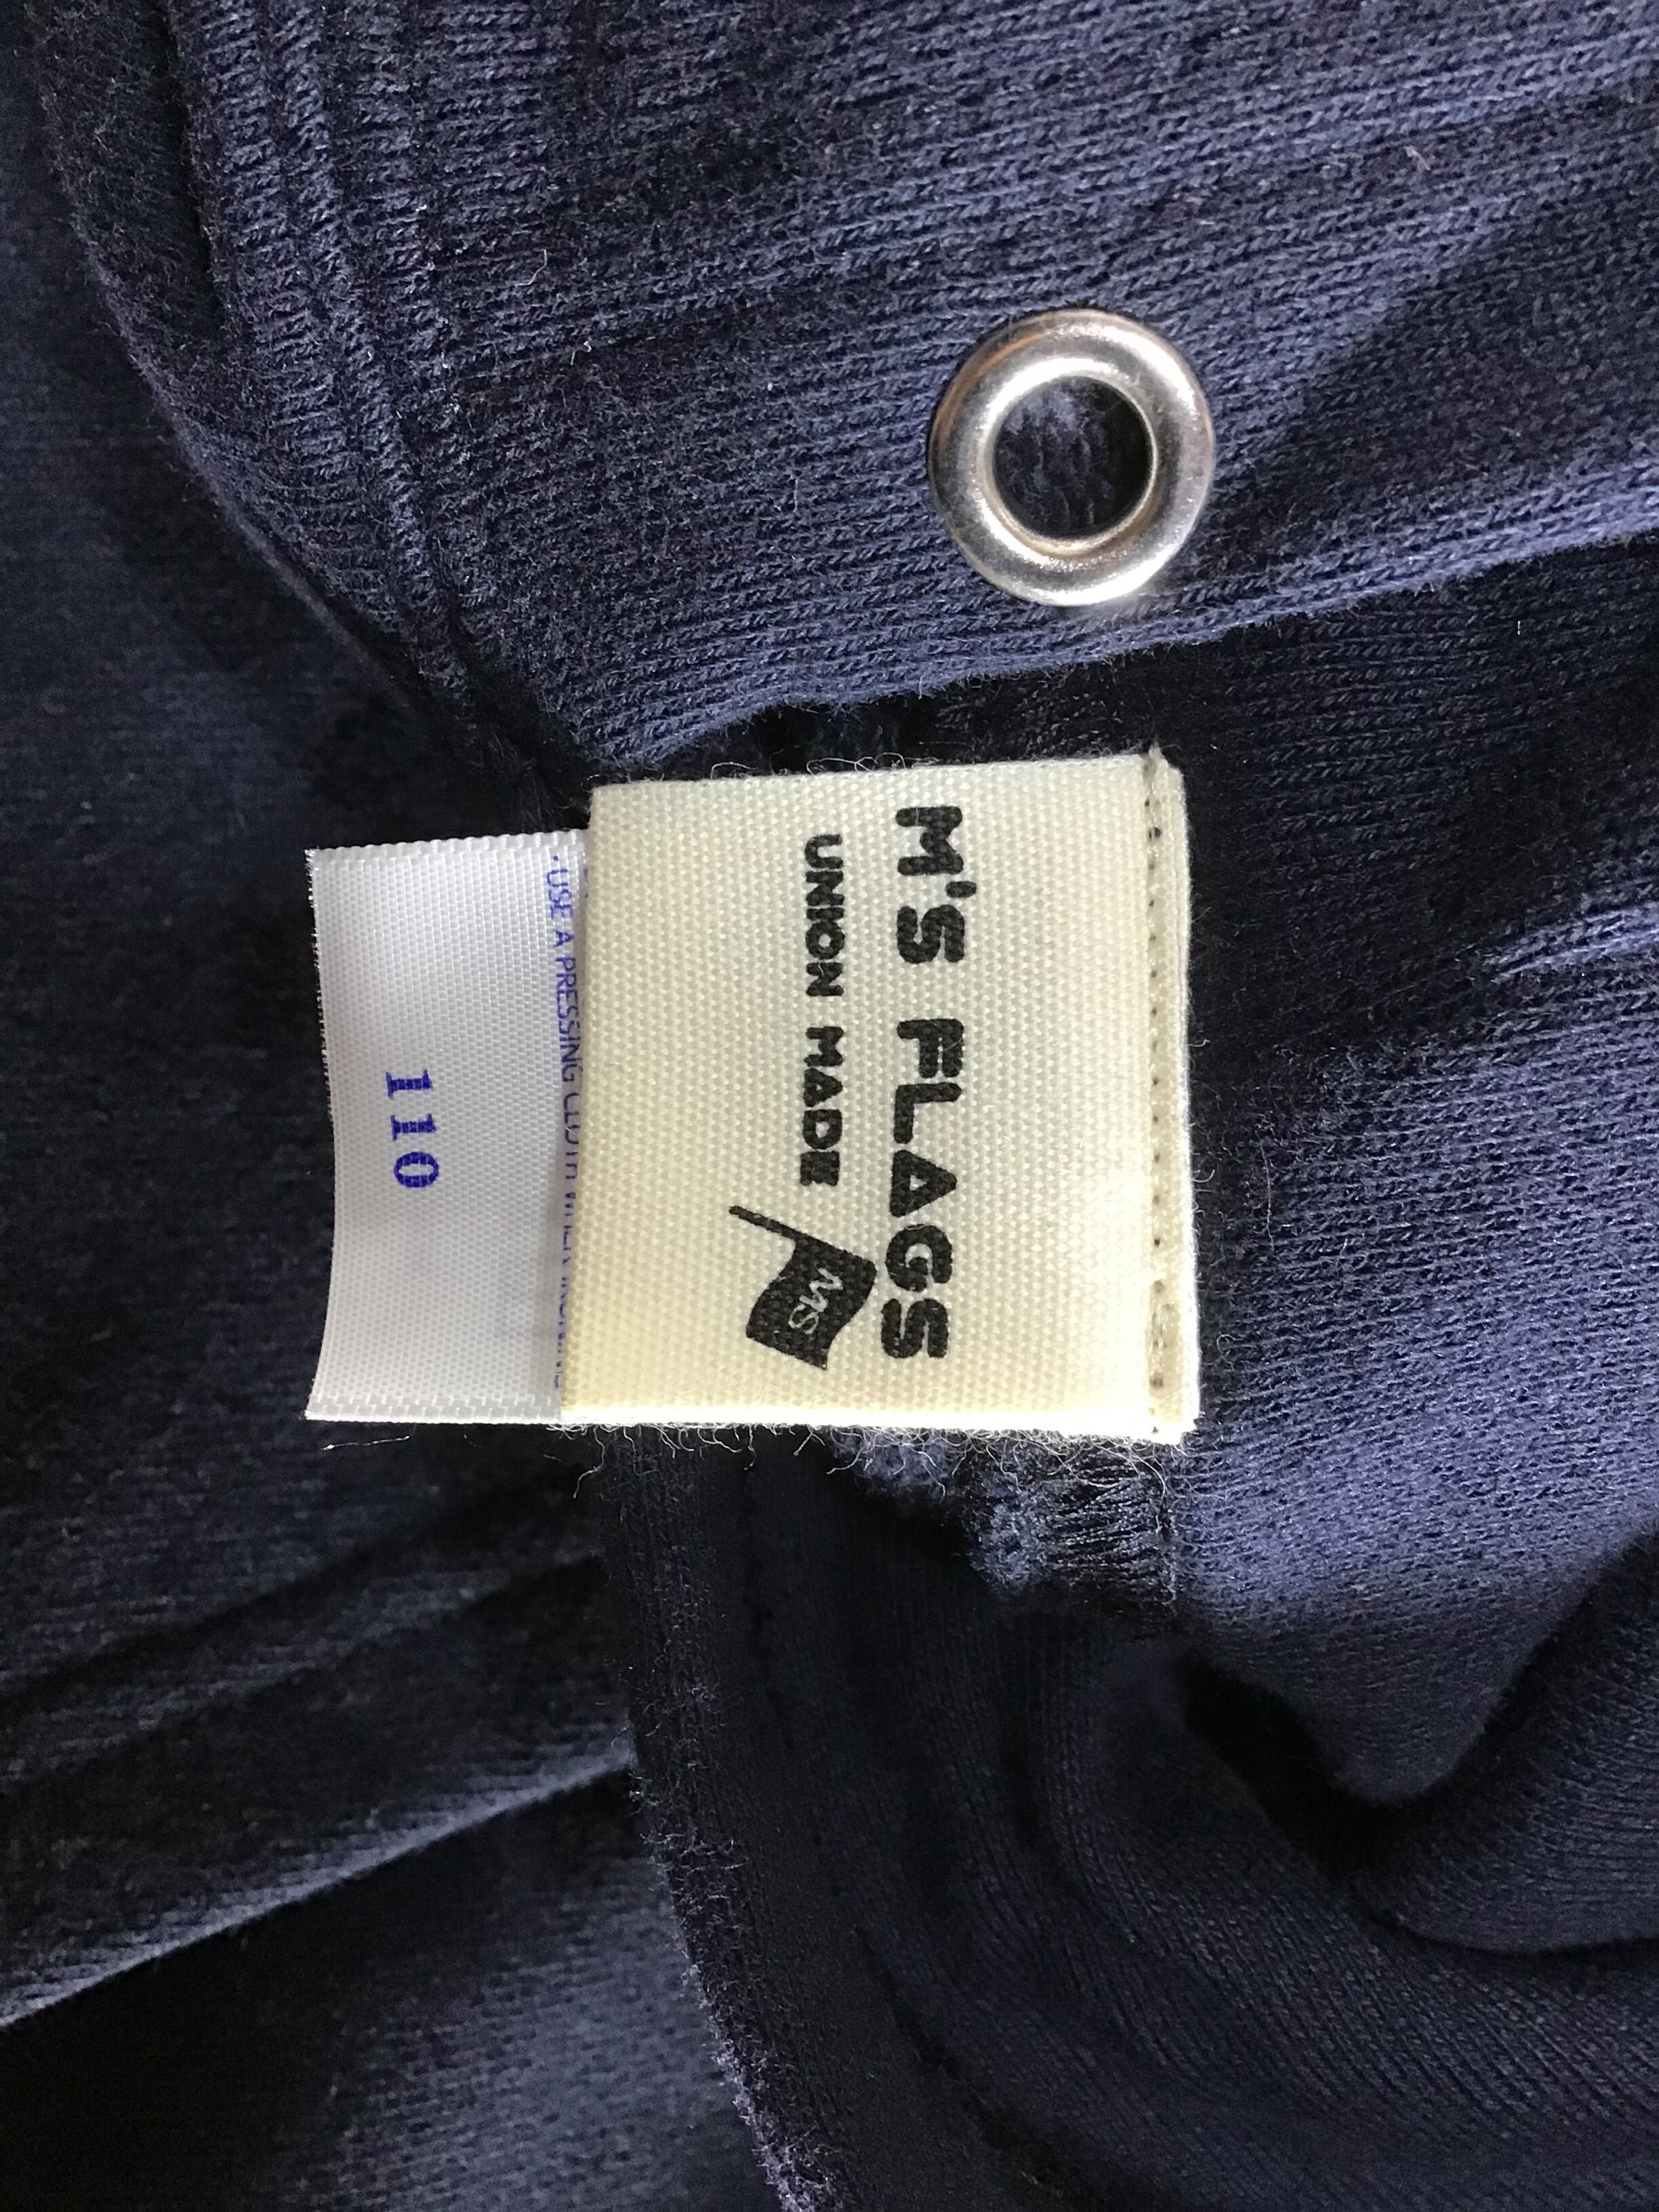 M'S FLAGS
UNION MADE
MS
.USE A PRESSING CLOTH
110